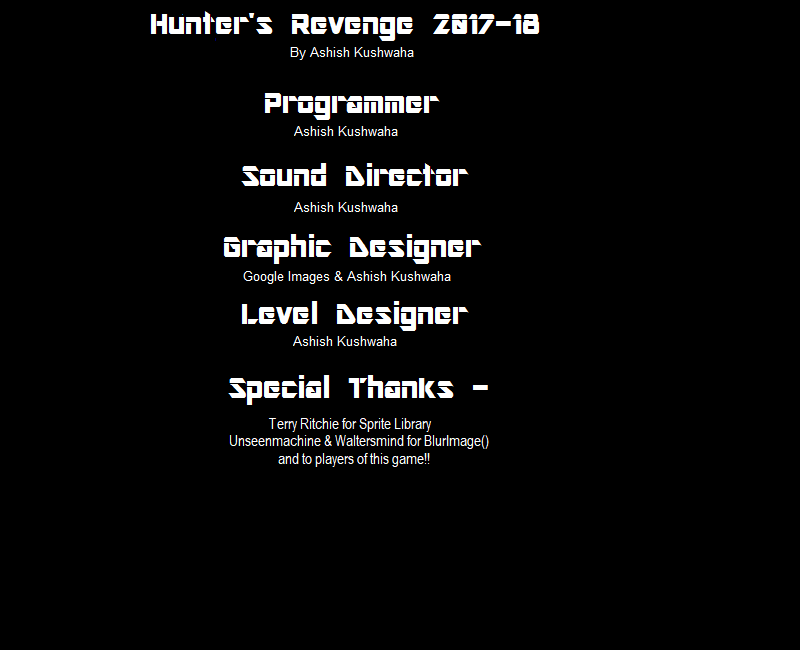 Hunter's Revenge 2017-18
By Ashish Kushwaha
Programmer
Ashish Kushwaha
Sound Director
Ashish Kushwaha
Graphic Designer
Google Images & Ashish Kushwaha
Level Designer
Ashish Kushwaha
Special Thanks -
Terry Ritchie for Sprite Library
Unseenmachine & Waltersmind for BlurImage()
and to players of this game!!